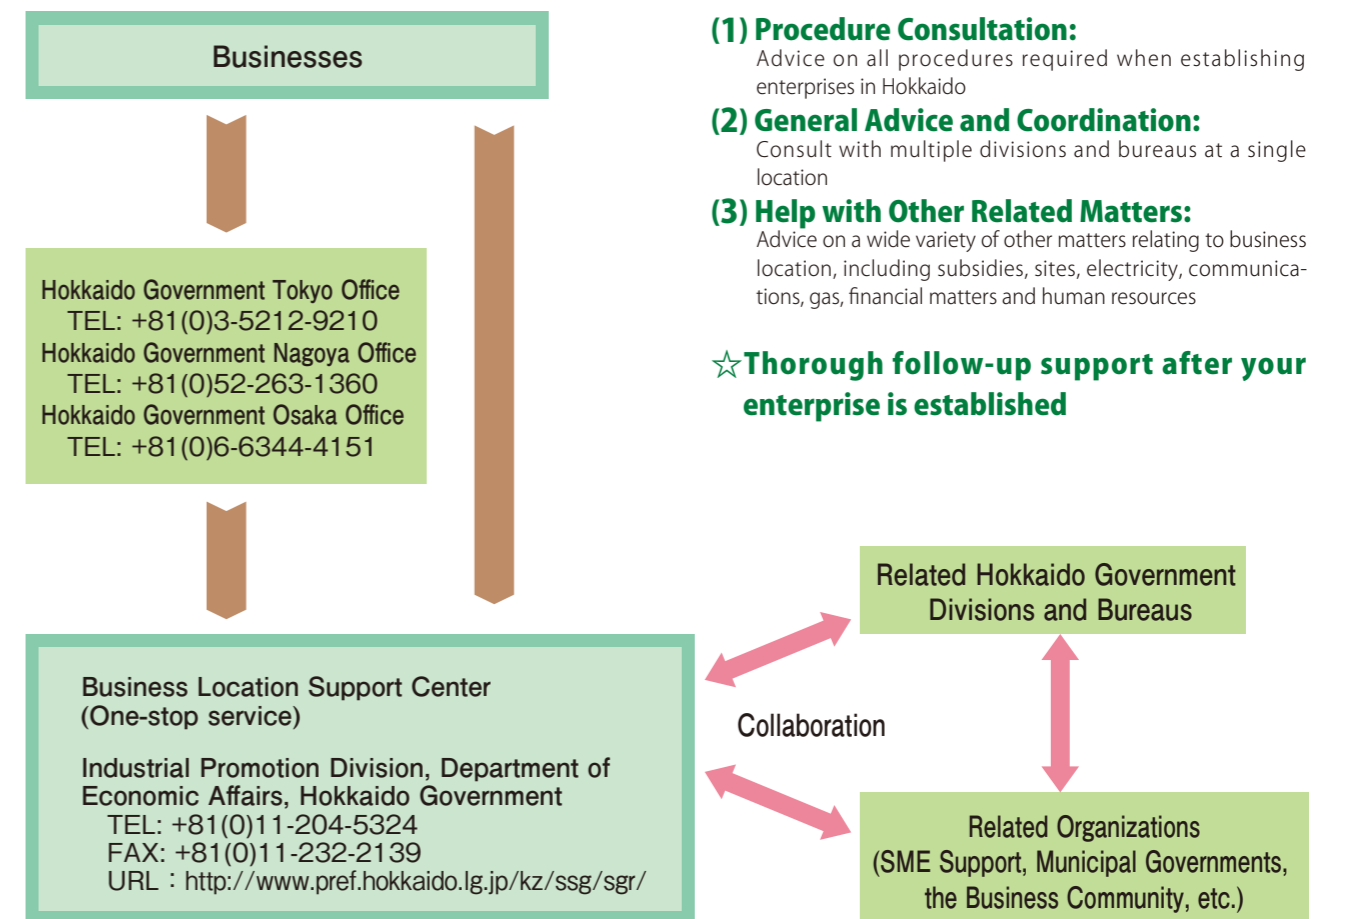 Businesses
Hokkaido Government Tokyo Office
TEL: +81(0)3-5212-9210
Hokkaido Government Nagoya Office
TEL: +81(0)52-263-1360
Hokkaido Government Osaka Office
TEL: +81(0)6-6344-4151
Business Location Support Center
(One-stop service)
Industrial Promotion Division, Department of
Economic Affairs, Hokkaido Government
TEL: +81(0)11-204-5324
FAX: +81(0)11-232-2139
URL：http://www.pref.hokkaido.lg.jp/kz/ssg/sgr/
(1) Procedure Consultation:
Advice on all procedures required when establishing
enterprises in Hokkaido
(2) General Advice and Coordination:
Consult with multiple divisions and bureaus at a single
location
(3) Help with Other Related Matters:
Advice on a wide variety of other matters relating to business
location, including subsidies, sites, electricity, communica-
tions, gas, financial matters and human resources
☆Thorough follow-up support after your
enterprise is established
Related Hokkaido Government
Divisions and Bureaus
Collaboration
Related Organizations
(SME Support, Municipal Governments,
the Business Community, etc.)